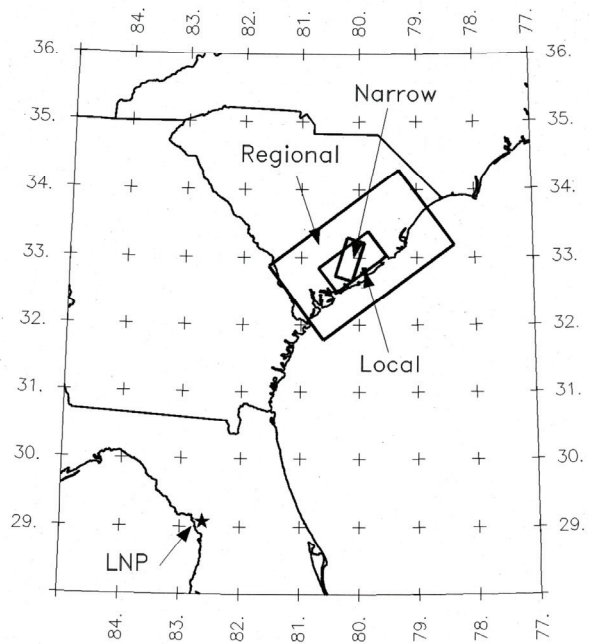 84. 83. 82. 81. 80. 79. 78. 77.
36. 36.
Narrow
35. 35.
Regional
34. 34.
33. 33.
32. 32.
Local
31. 31.
30. 30.
29. 29.
LNP
84. 83. 82. 81. 80. 79. 78. 77.